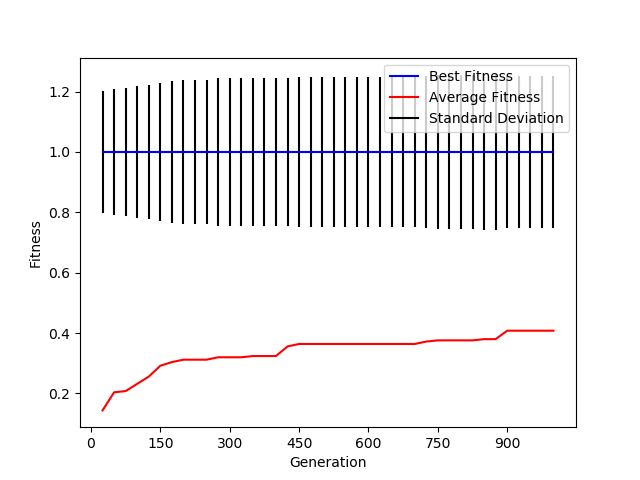 Best Fitness
Average Fitness
Standard Deviation
1.2
1.0
0.8
0.6
0.4
0.2
Fitness
0 150 300 450 600 750 900
Generation